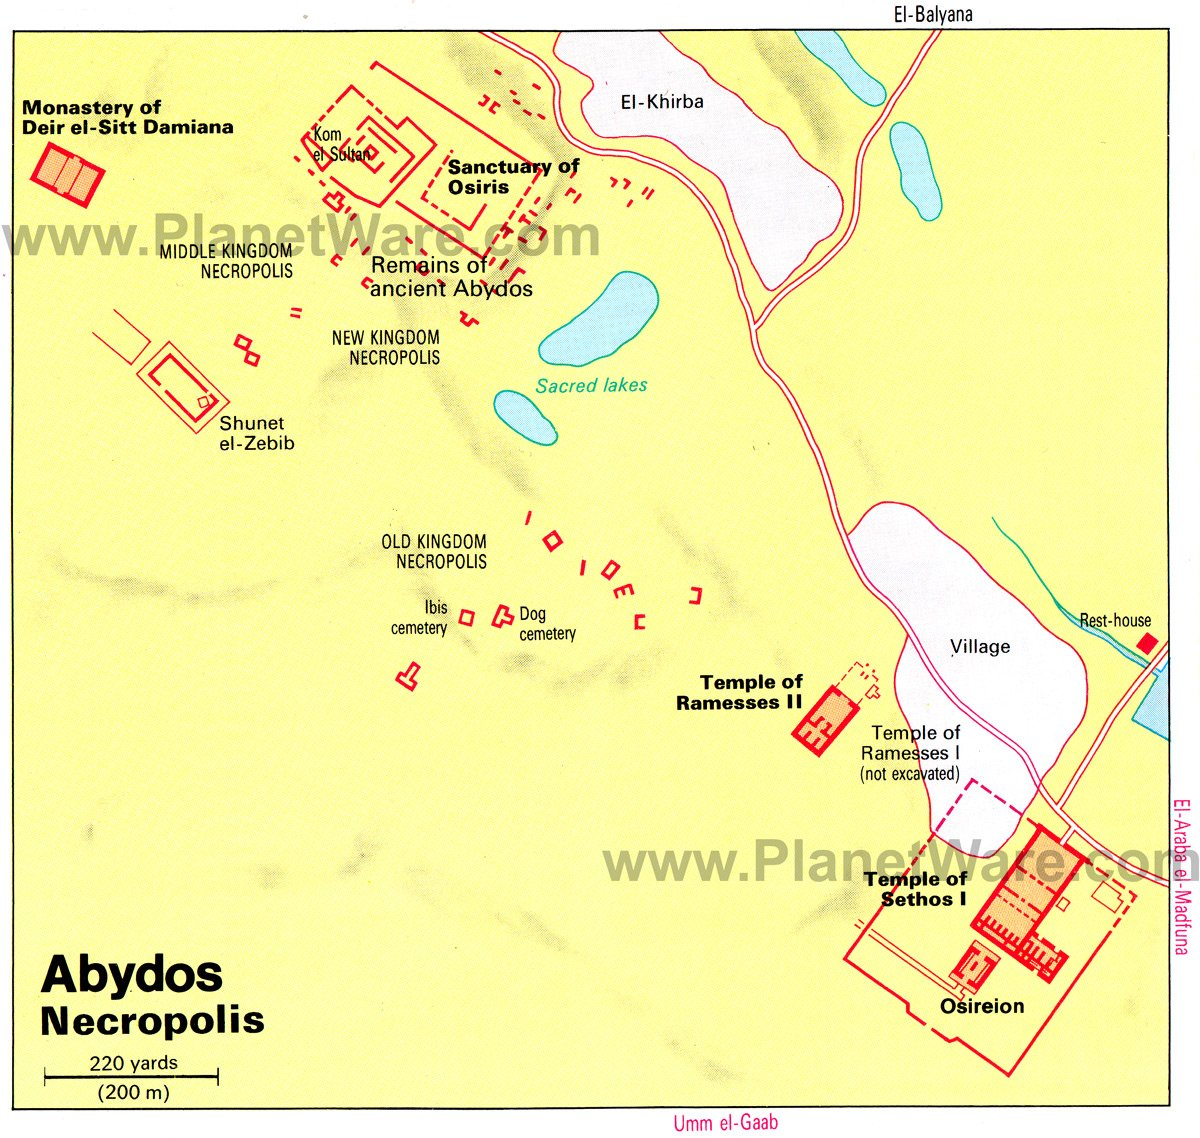 El-Balyana
Monastery of
Deir el-Sitt Damiana
El-Khirba
Kom
el Sultan
Sanctuary of
Osiris
www.PlanetWare.com
MIDDLE KINGDOM
NECROPOLIS
Remains of
ancient Abydos
NEW KINGDOM
NECROPOLIS
Sacred lakes
Shunet
el-Zebib
OLD KINGDOM
NECROPOLIS
Ibis
cemetery
Dog
cemetery
Rest-house
Village
Temple of
Ramesses II
Temple of
Ramesses I
(not excavated)
El-Araba el-Madfuna
www.PlanetWare.com
Temple of
Sethos I
Osireion
Abydos
Necropolis
220 yards
(200 m)
Umm el-Gaab